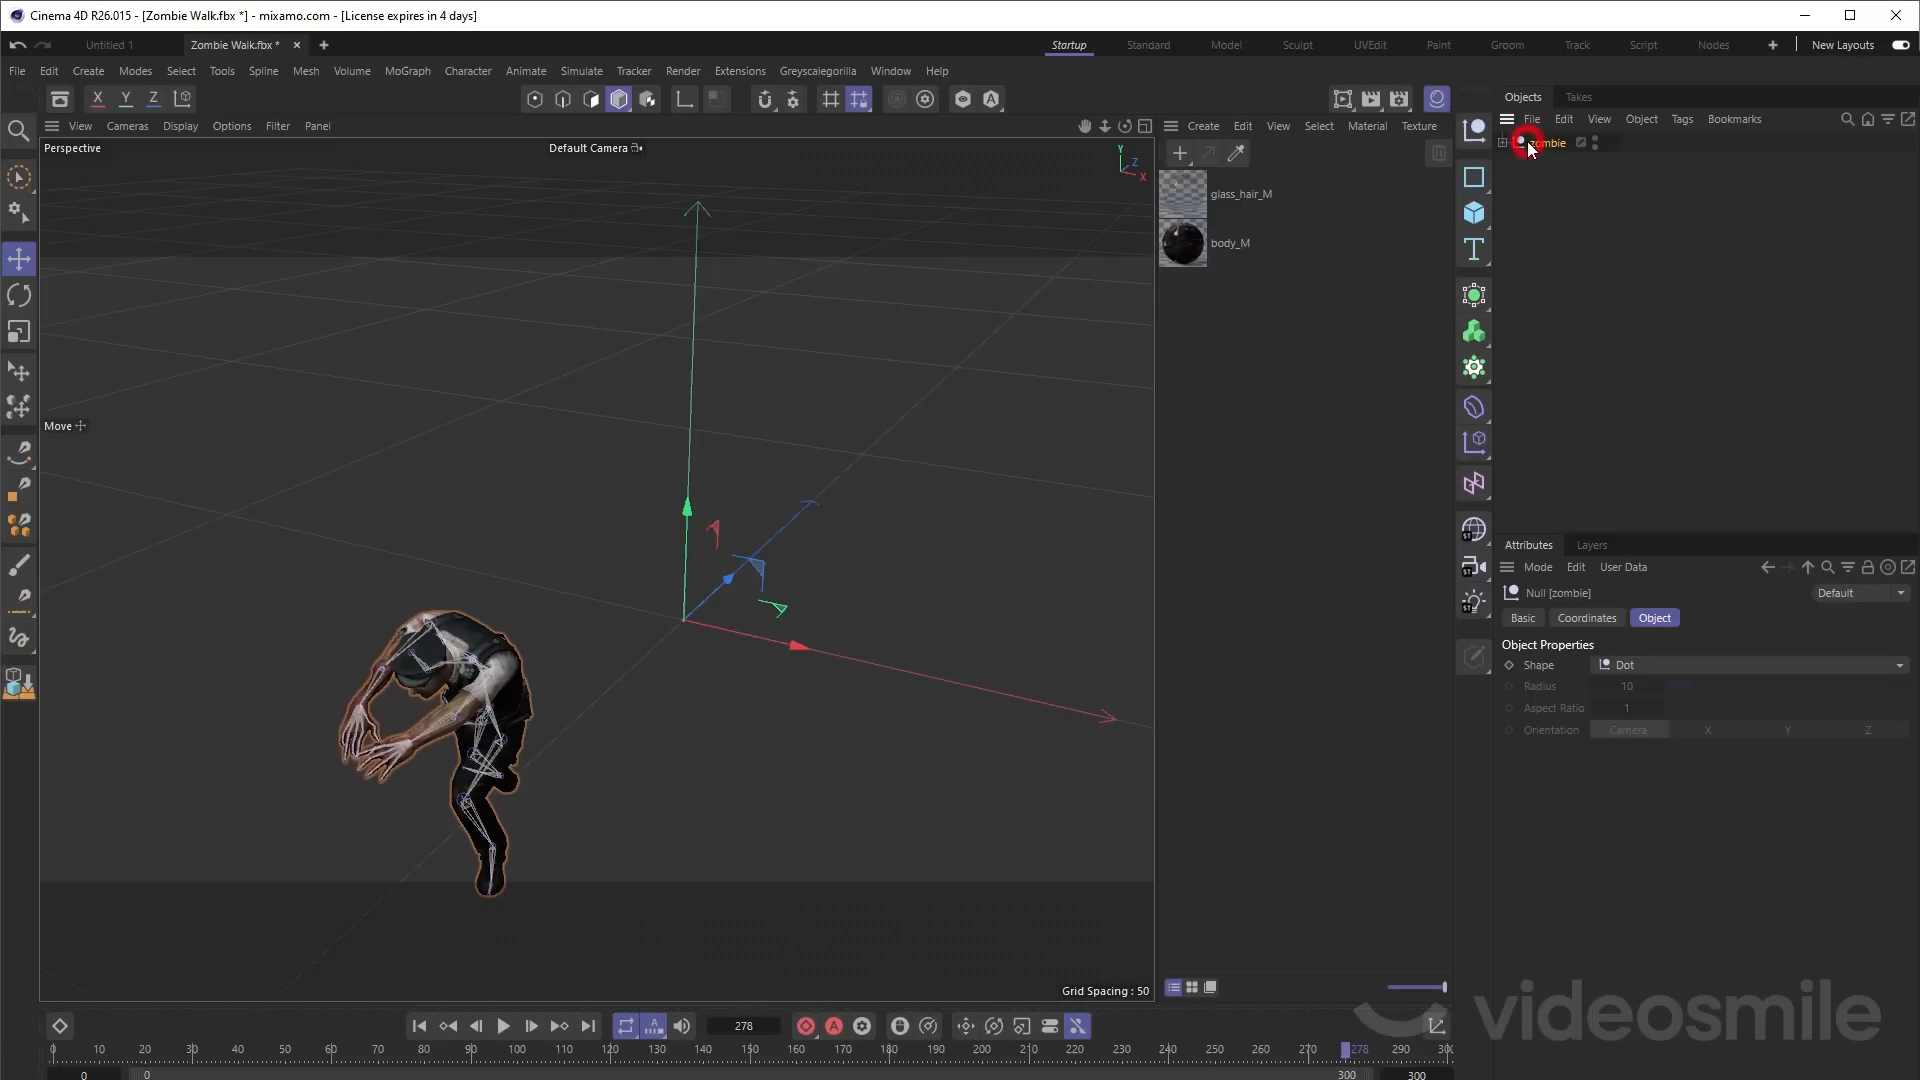 Cinema 4D R26.015 - [Zombie Walk.fbx *] - mixamo.com - [License expires in 4 days]
Untitled 1
Zombie Walk.fbx *
Startup
Standard
Model
Sculpt
UVEdit
Paint
Groom
Track
Script
Nodes
New Layouts
File Edit Create Modes Select Tools Spline Mesh Volume MoGraph Character Animate Simulate Tracker Render Extensions Greyscalegorilla Window Help
X Y Z
Objects Takes
View Cameras Display Options Filter Panel
Create Edit View Select Material Texture
File Edit View Object Tags Bookmarks
Perspective
Default Camera
Y
Z
X
zombie
glass_hair_M
body_M
Move
Attributes Layers
Mode Edit User Data
Null [zombie]
Default
Basic Coordinates Object
Object Properties
Shape Dot
Radius 10
Aspect Ratio 1
Orientation Camera X Y Z
Grid Spacing : 50
videosmile
278
0 10 20 30 40 50 60 70 80 90 100 110 120 130 140 150 160 170 180 190 200 210 220 230 240 250 260 270 278 290 300
0 0 300 300